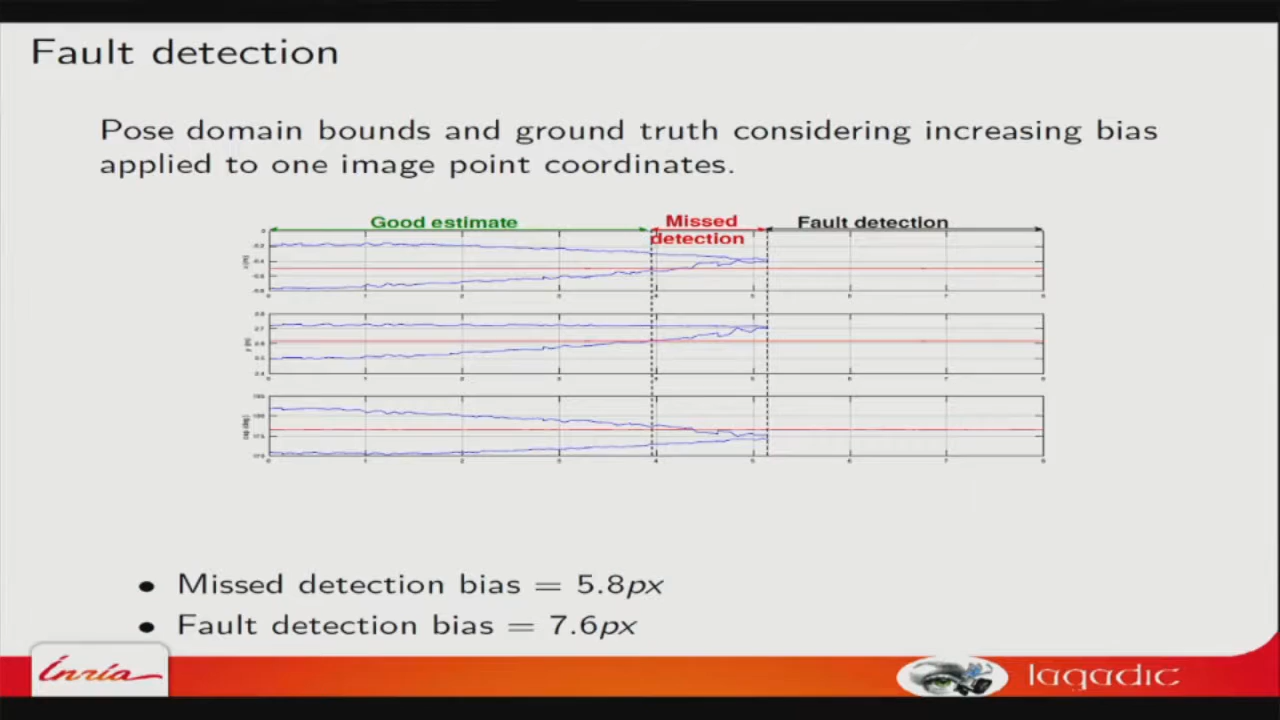 Fault detection
Pose domain bounds and ground truth considering increasing bias
applied to one image point coordinates.
Good estimate
Missed
detection
Fault detection
• Missed detection bias = 5.8px
• Fault detection bias = 7.6px
Inria
lagadic